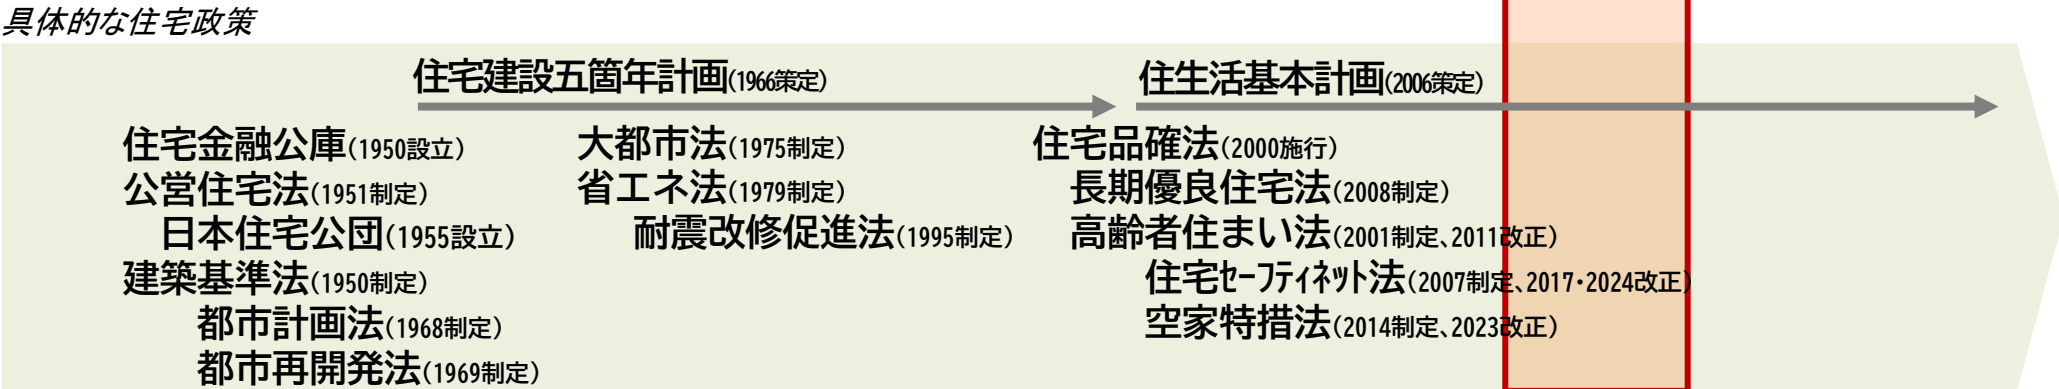 具体的な住宅政策
住宅建設五箇年計画(1966策定)
住生活基本計画(2006策定)
住宅金融公庫(1950設立)
公営住宅法(1951制定)
日本住宅公団(1955設立)
建築基準法(1950制定)
都市計画法(1968制定)
都市再開発法(1969制定)
大都市法(1975制定)
省エネ法(1979制定)
耐震改修促進法(1995制定)
住宅品確法(2000施行)
長期優良住宅法(2008制定)
高齢者住まい法(2001制定、2011改正)
住宅ｾｰﾌﾃｨﾈｯﾄ法(2007制定、2017・2024改正)
空家特措法(2014制定、2023改正)